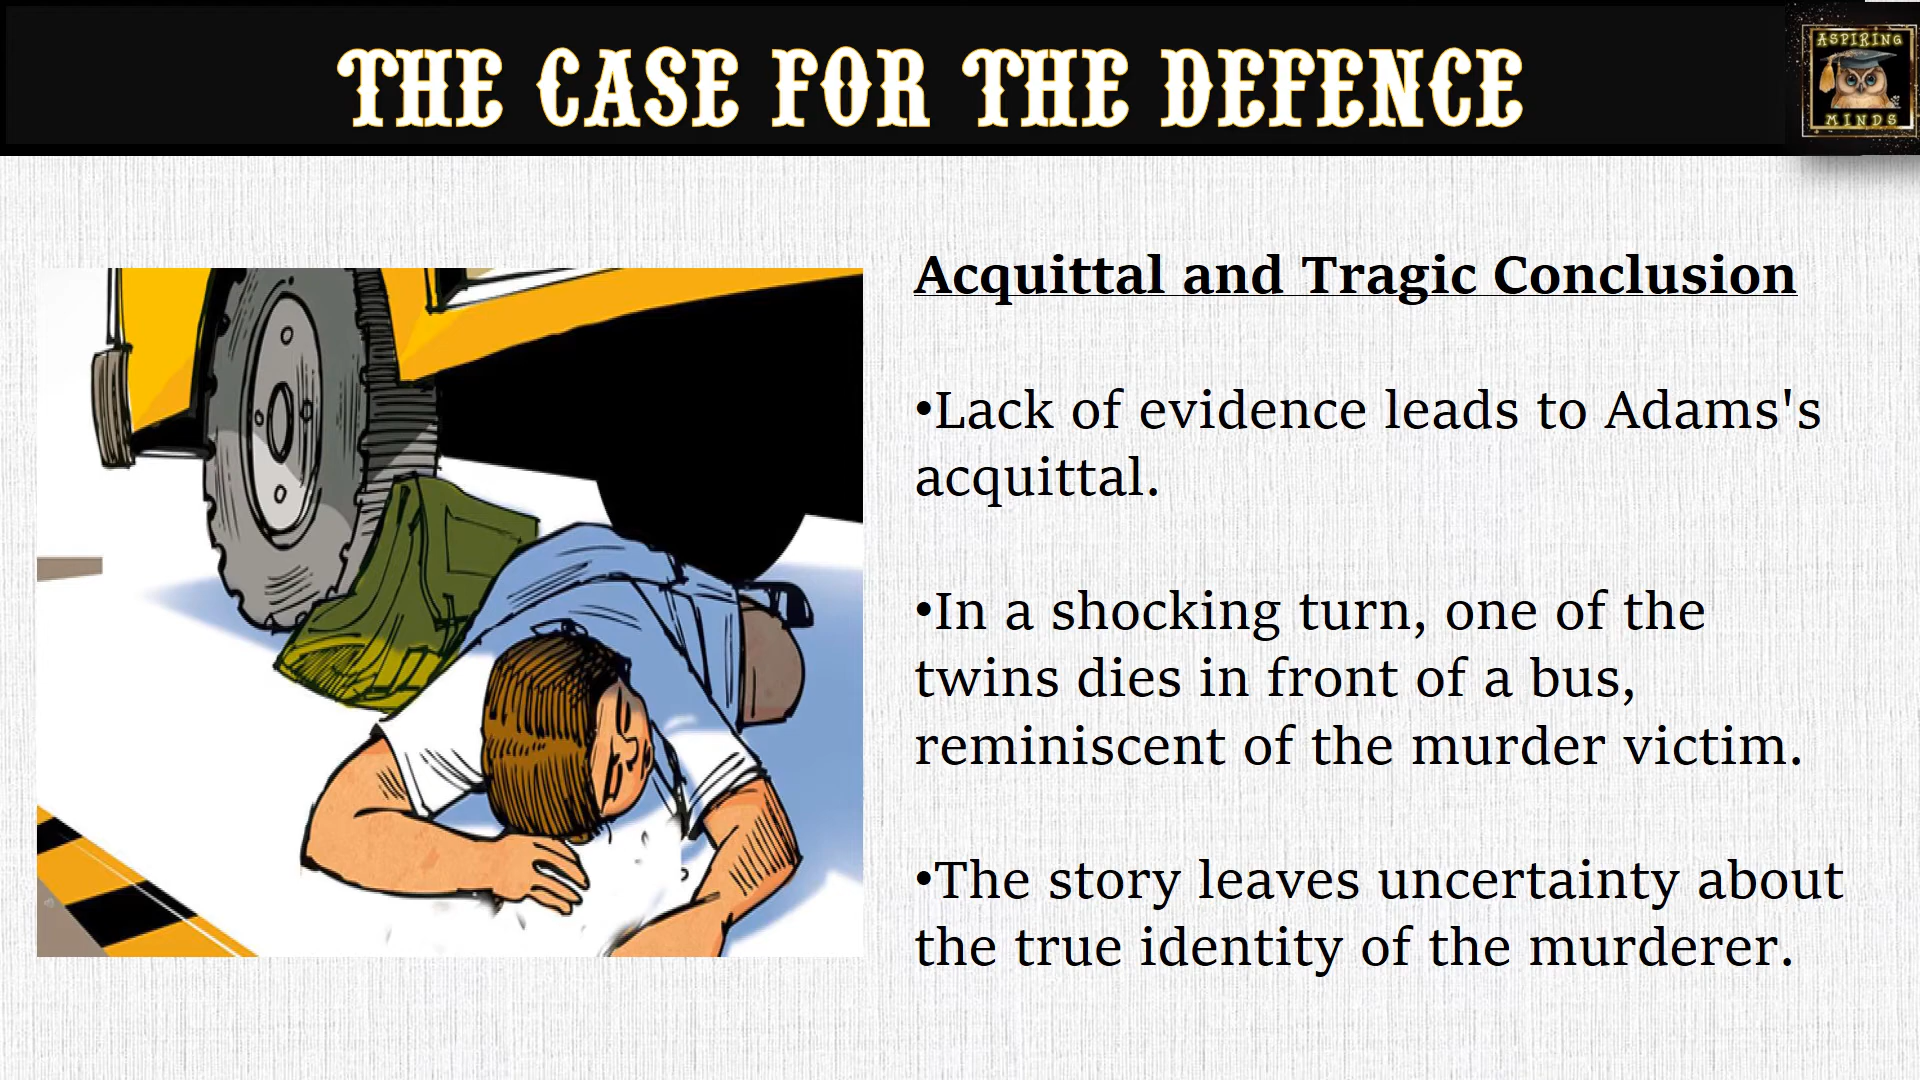 THE CASE FOR THE DEFENCE
ASPIRING
MINDS
Acquittal and Tragic Conclusion
•Lack of evidence leads to Adams's
acquittal.
•In a shocking turn, one of the
twins dies in front of a bus,
reminiscent of the murder victim.
•The story leaves uncertainty about
the true identity of the murderer.